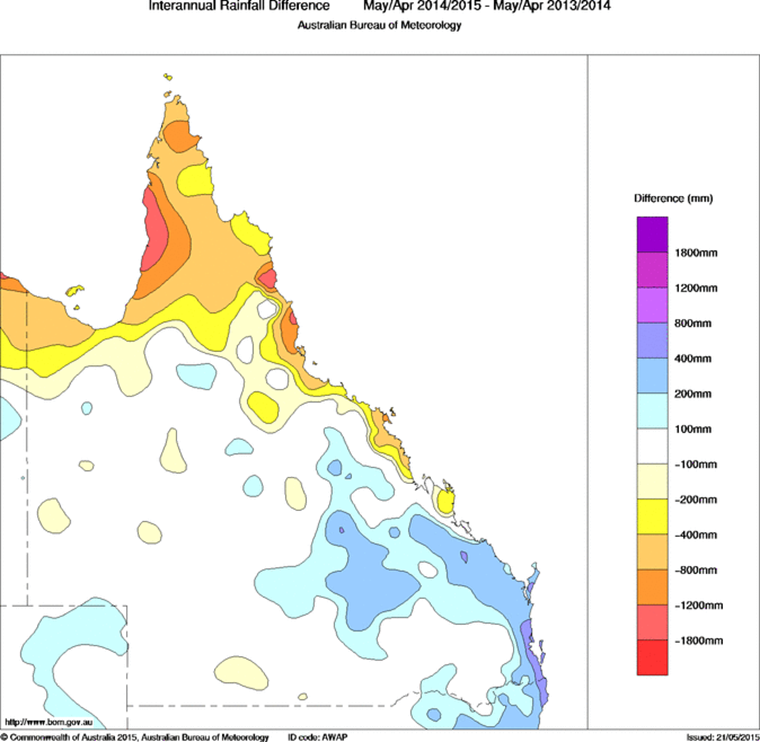 Interannual Rainfall Difference May/Apr 2014/2015 - May/Apr 2013/2014
Australian Bureau of Meteorology
Difference (mm)
1800mm
1200mm
800mm
400mm
200mm
100mm
-100mm
-200mm
-400mm
-800mm
-1200mm
-1800mm
http://www.bom.gov.au
© Commonwealth of Australia 2015, Australian Bureau of Meteorology ID code: AWAP Issued: 21/05/2015